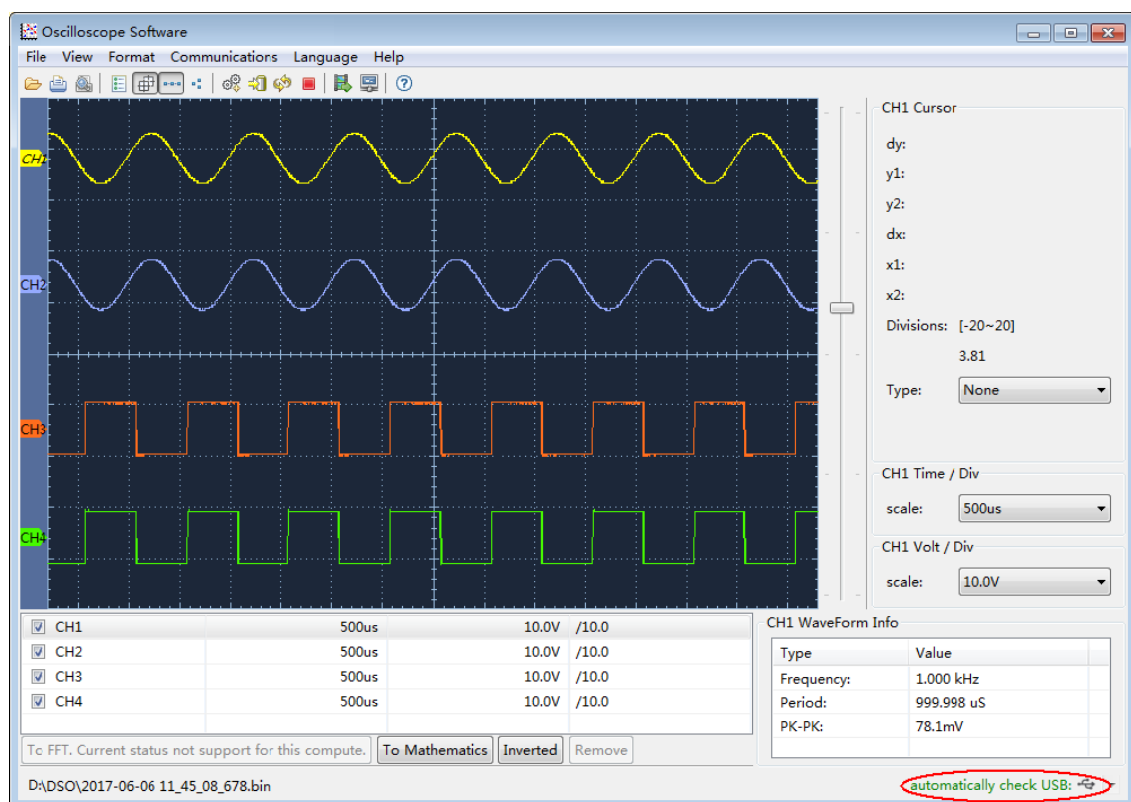 Oscilloscope Software
File View Format Communications Language Help
CH1
CH2
CH3
CH4
CH1 Cursor
dy:
y1:
y2:
dx:
x1:
x2:
Divisions: [-20~20]
3.81
Type: None
CH1 Time / Div
scale: 500us
CH1 Volt / Div
scale: 10.0V
CH1 500us 10.0V /10.0
CH2 500us 10.0V /10.0
CH3 500us 10.0V /10.0
CH4 500us 10.0V /10.0
Tc FFT. Current status not support for this compute. To Mathematics Inverted Remove
CH1 WaveForm Info
Type Value
Frequency: 1.000 kHz
Period: 999.998 uS
PK-PK: 78.1mV
D:\DSO\2017-06-06 11_45_08_678.bin
automatically check USB: